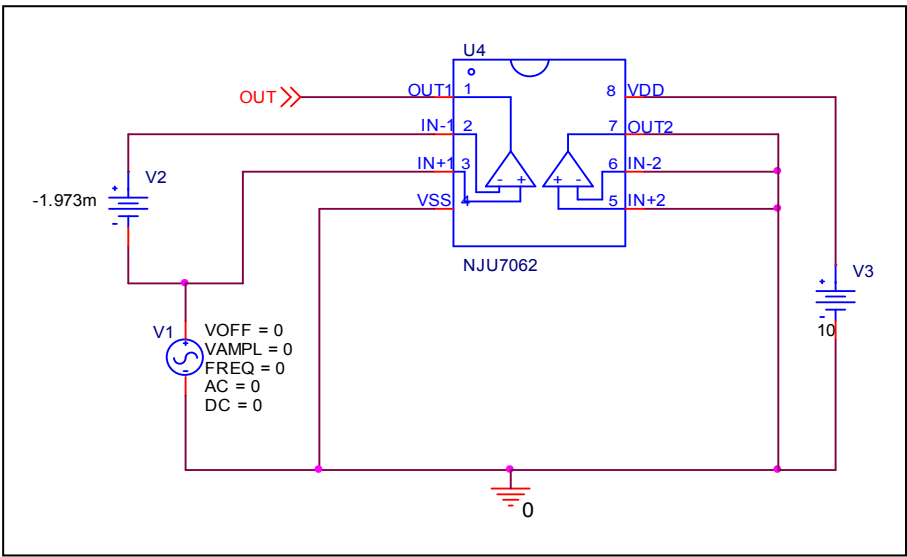 U4
OUT
OUT1 1
8 VDD
IN-1 2
7 OUT2
IN+1 3
6 IN-2
VSS 4
5 IN+2
- +
+ -
NJU7062
+
V2
-1.973m
-
V1
+
-
VOFF = 0
VAMPL = 0
FREQ = 0
AC = 0
DC = 0
+
V3
-
10
0